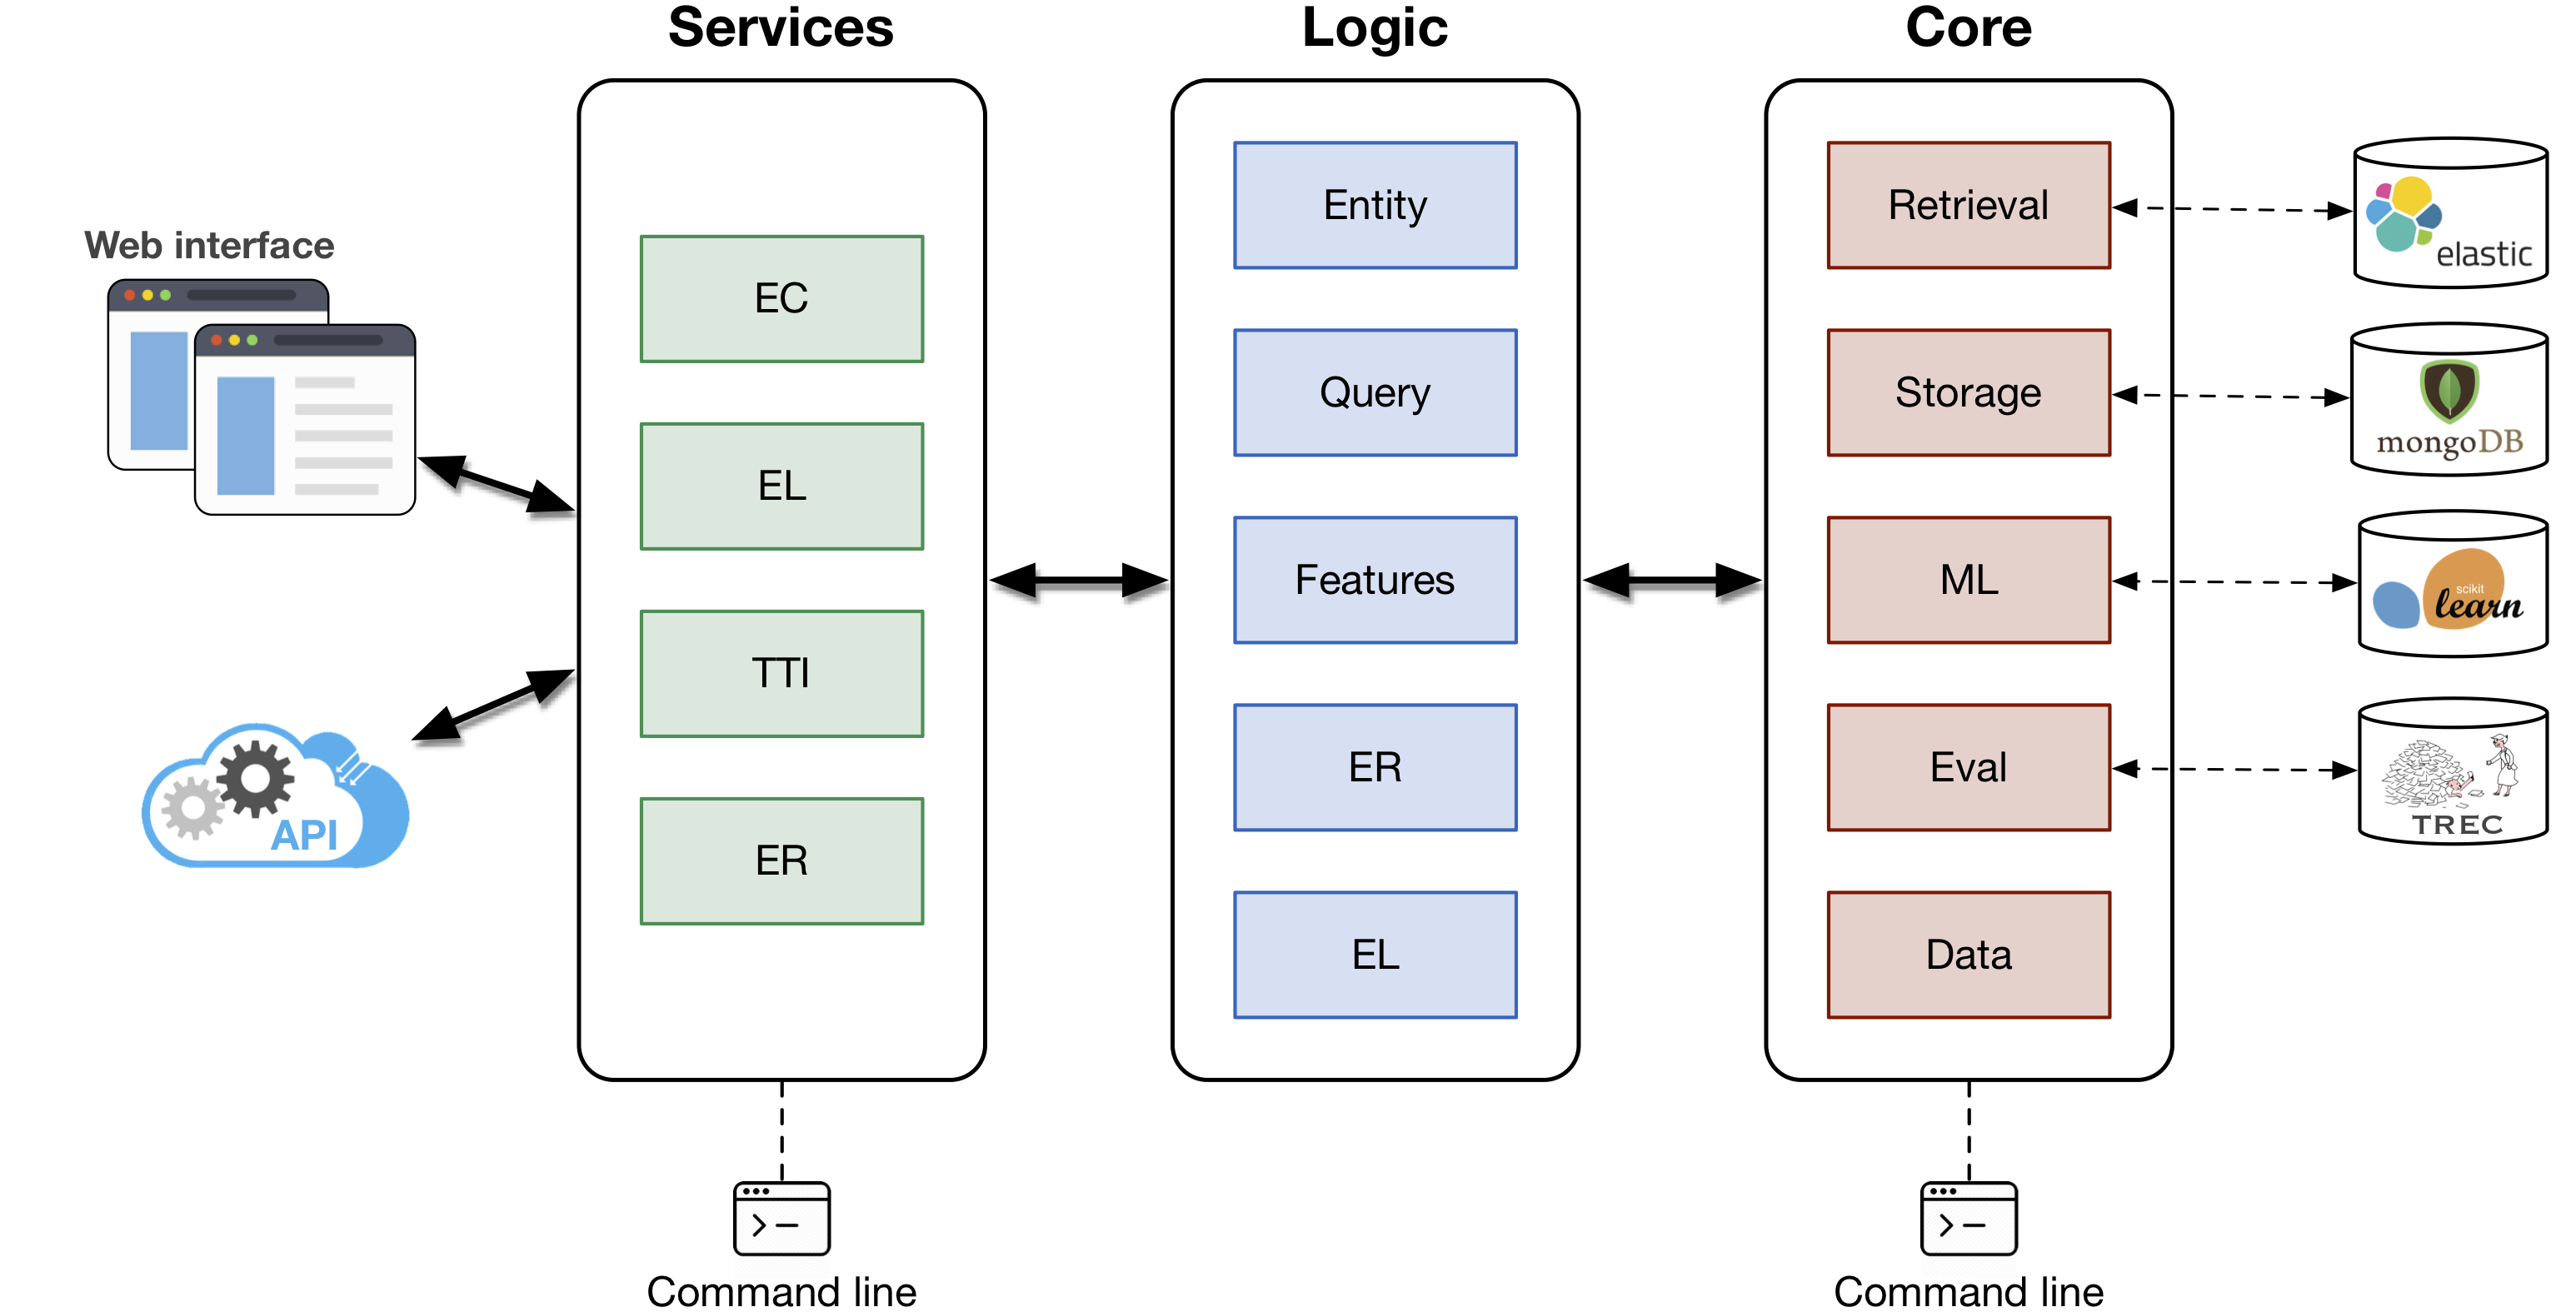 Services
Logic
Core
Web interface
API
EC
EL
TTI
ER
Command line
Entity
Query
Features
ER
EL
Retrieval
Storage
ML
Eval
Data
Command line
elastic
mongoDB
scikit
learn
TREC